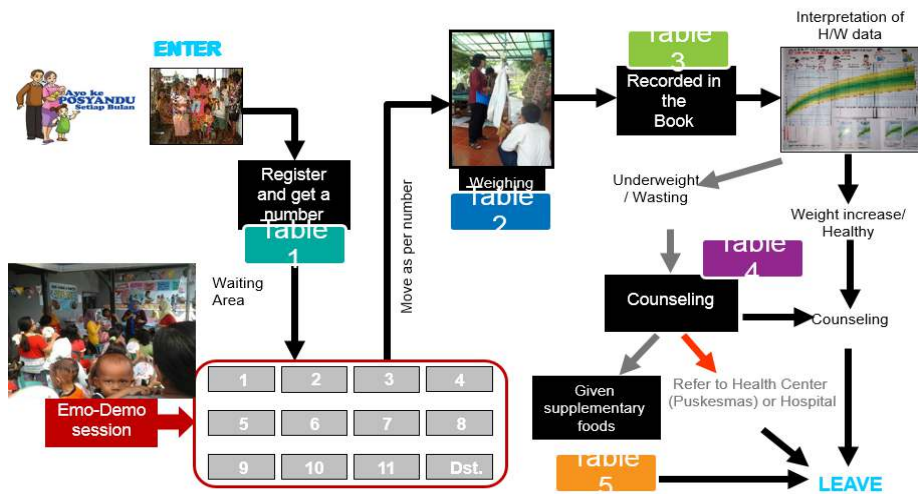 ENTER
Ayo ke
POSYANDU
Setiap Bulan
Register
and get a
number
Table
1
Waiting
Area
Emo-Demo
session
1 2 3 4
5 6 7 8
9 10 11 Dst.
Move as per number
Weighing
Table
2
Table
3
Recorded in
the
Book
Interpretation of
H/W data
Underweight
/ Wasting
Weight increase/
Healthy
Table
4
Counseling
Counseling
Given
supplementary
foods
Refer to Health Center
(Puskesmas) or Hospital
Table
5
LEAVE